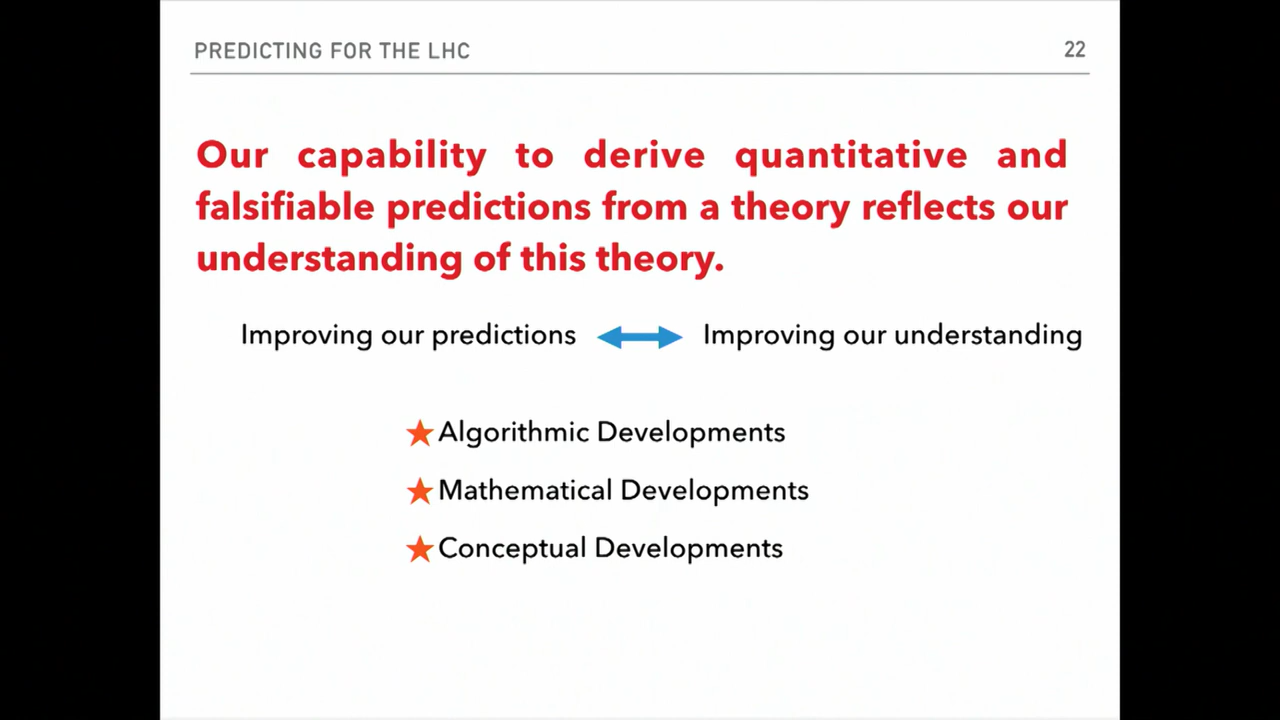 PREDICTING FOR THE LHC 22
Our capability to derive quantitative and
falsifiable predictions from a theory reflects our
understanding of this theory.
Improving our predictions Improving our understanding
Algorithmic Developments
Mathematical Developments
Conceptual Developments